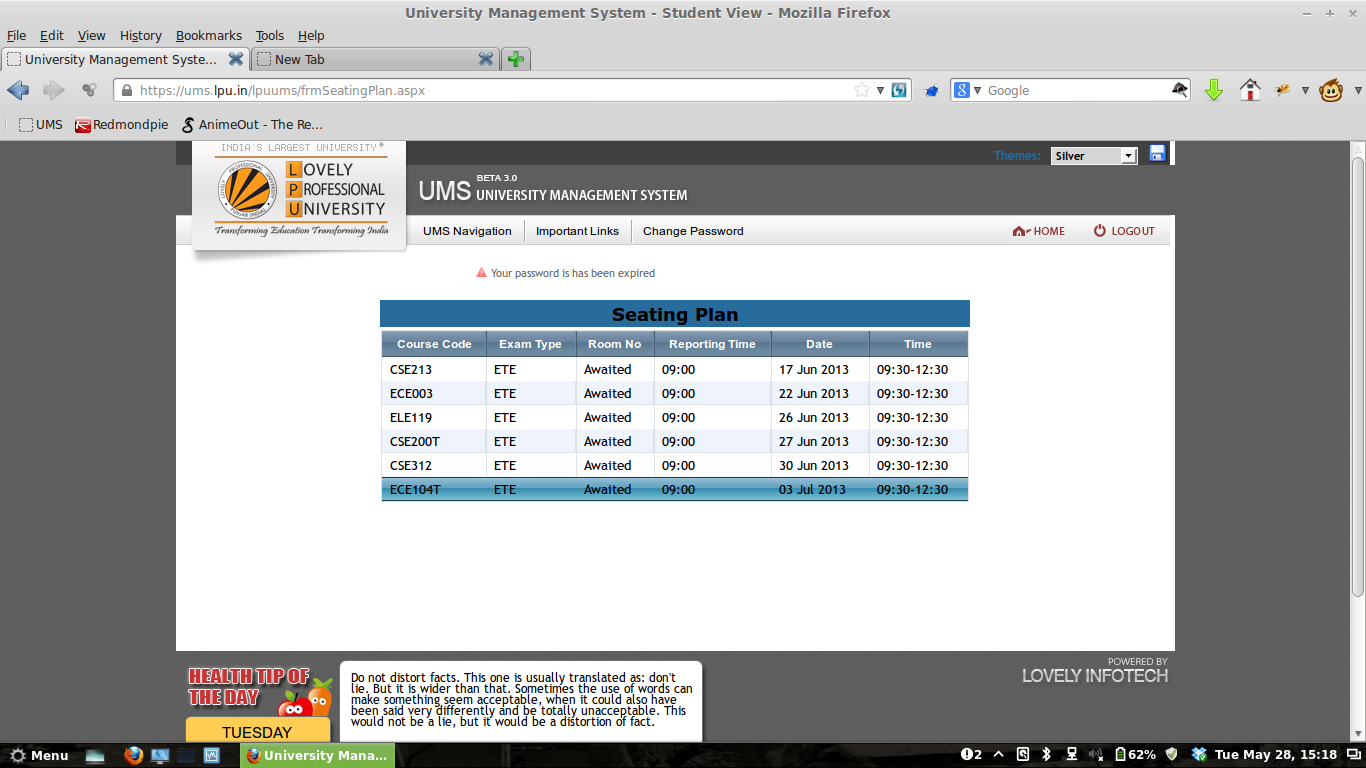 University Management System - Student View - Mozilla Firefox
File Edit View History Bookmarks Tools Help
University Management Syste... New Tab
https://ums.lpu.in/lpuums/frmSeatingPlan.aspx Google
UMS Redmondpie AnimeOut - The Re...
INDIA'S LARGEST UNIVERSITY*
LOVELY
PROFESSIONAL
UNIVERSITY
Transforming Education Transforming India
Themes: Silver
UMS BETA 3.0
UNIVERSITY MANAGEMENT SYSTEM
UMS Navigation Important Links Change Password HOME LOGOUT
Your password is has been expired
Seating Plan
Course Code Exam Type Room No Reporting Time Date Time
CSE213 ETE Awaited 09:00 17 Jun 2013 09:30-12:30
ECE003 ETE Awaited 09:00 22 Jun 2013 09:30-12:30
ELE119 ETE Awaited 09:00 26 Jun 2013 09:30-12:30
CSE200T ETE Awaited 09:00 27 Jun 2013 09:30-12:30
CSE312 ETE Awaited 09:00 30 Jun 2013 09:30-12:30
ECE104T ETE Awaited 09:00 03 Jul 2013 09:30-12:30
HEALTH TIP OF
THE DAY
TUESDAY
Do not distort facts. This one is usually translated as: don't
lie. But it is wider than that. Sometimes the use of words can
make something seem acceptable, when it could also have
been said very differently and be totally unacceptable. This
would not be a lie, but it would be a distortion of fact.
POWERED BY
LOVELY INFOTECH
Menu University Mana... 2 62% Tue May 28, 15:18